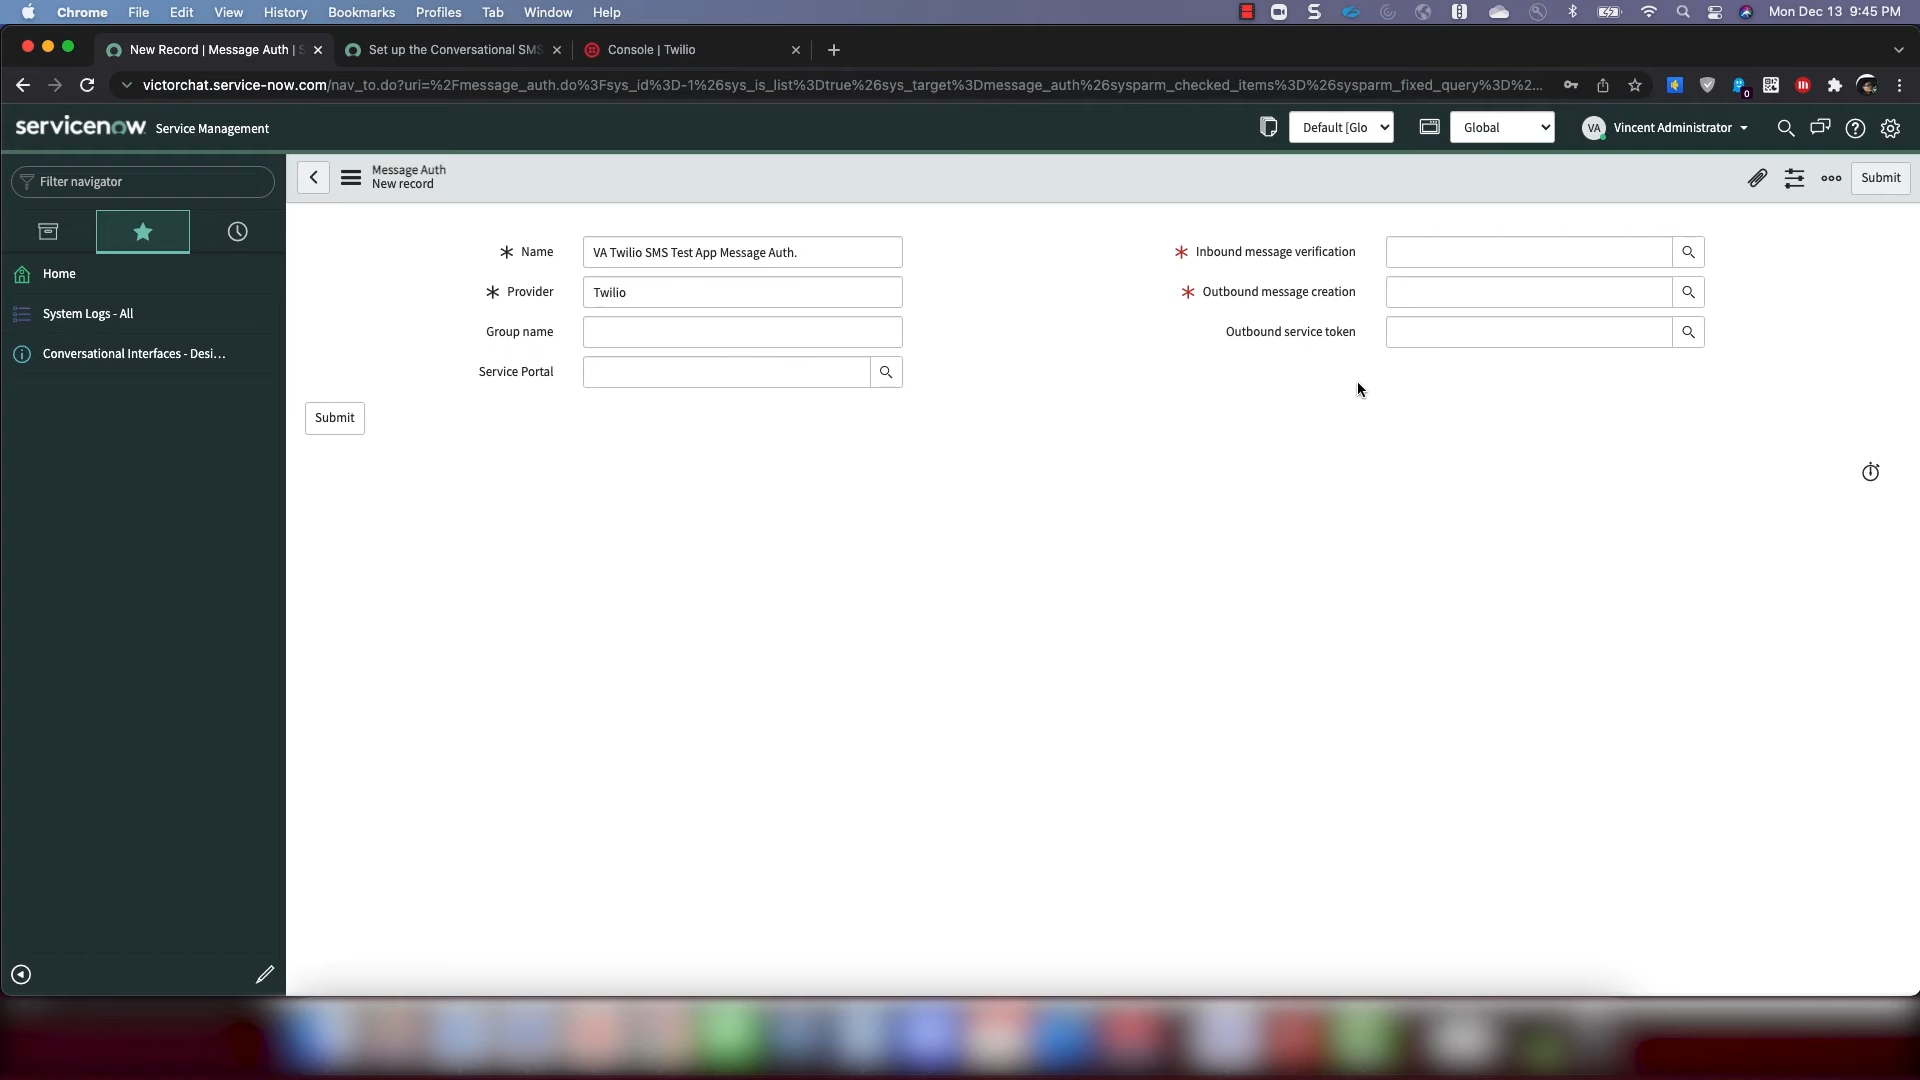 Chrome File Edit View History Bookmarks Profiles Tab Window Help Mon Dec 13 9:45 PM
New Record | Message Auth | S Set up the Conversational SMS Console | Twilio
victorchat.service-now.com/nav_to.do?uri=%2Fmessage_auth.do%3Fsys_id%3D-1%26sys_is_list%3Dtrue%26sys_target%3Dmessage_auth%26sysparm_checked_items%3D%26sysparm_fixed_query%3D%2...
0
servicenow Service Management Default [Glo Global VA Vincent Administrator
Filter navigator
Message Auth
New record
Submit
Home
System Logs - All
Conversational Interfaces - Desi...
* Name VA Twilio SMS Test App Message Auth. * Inbound message verification
* Provider Twilio * Outbound message creation
Group name Outbound service token
Service Portal
Submit